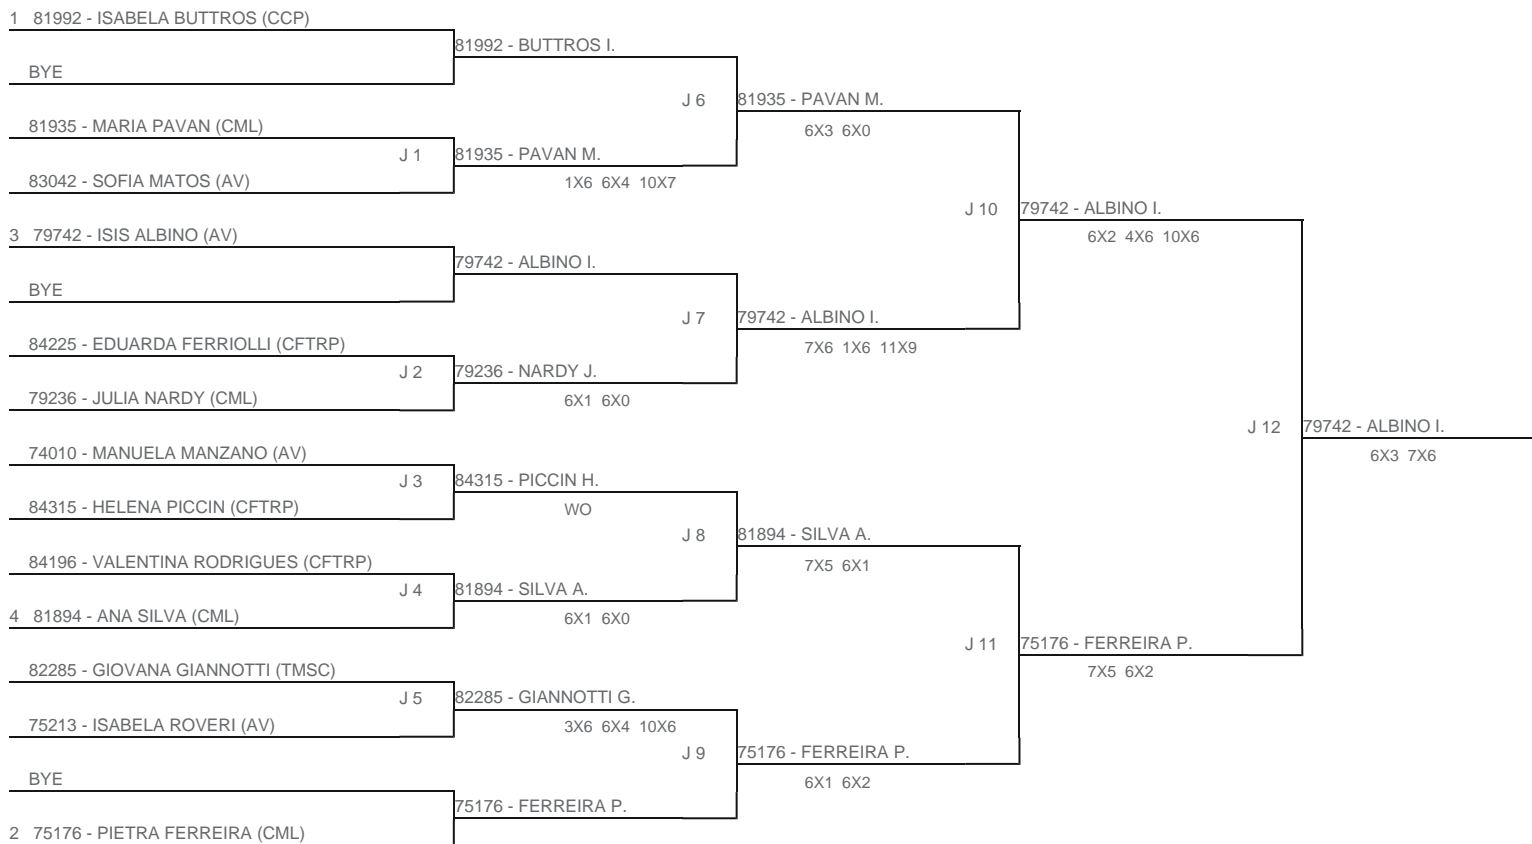 1 81992 - ISABELA BUTTROS (CCP)
81992 - BUTTROS I.
BYE
J 6
81935 - PAVAN M.
6X3 6X0
81935 - MARIA PAVAN (CML)
J 1
81935 - PAVAN M.
1X6 6X4 10X7
83042 - SOFIA MATOS (AV)
J 10
79742 - ALBINO I.
6X2 4X6 10X6
3 79742 - ISIS ALBINO (AV)
79742 - ALBINO I.
BYE
J 7
79742 - ALBINO I.
7X6 1X6 11X9
84225 - EDUARDA FERRIOLLI (CFTRP)
J 2
79236 - NARDY J.
6X1 6X0
79236 - JULIA NARDY (CML)
J 12
79742 - ALBINO I.
6X3 7X6
74010 - MANUELA MANZANO (AV)
J 3
84315 - PICCIN H.
WO
84315 - HELENA PICCIN (CFTRP)
J 8
81894 - SILVA A.
7X5 6X1
84196 - VALENTINA RODRIGUES (CFTRP)
J 4
81894 - SILVA A.
6X1 6X0
4 81894 - ANA SILVA (CML)
J 11
75176 - FERREIRA P.
7X5 6X2
82285 - GIOVANA GIANNOTTI (TMSC)
J 5
82285 - GIANNOTTI G.
3X6 6X4 10X6
75213 - ISABELA ROVERI (AV)
J 9
75176 - FERREIRA P.
6X1 6X2
BYE
75176 - FERREIRA P.
2 75176 - PIETRA FERREIRA (CML)